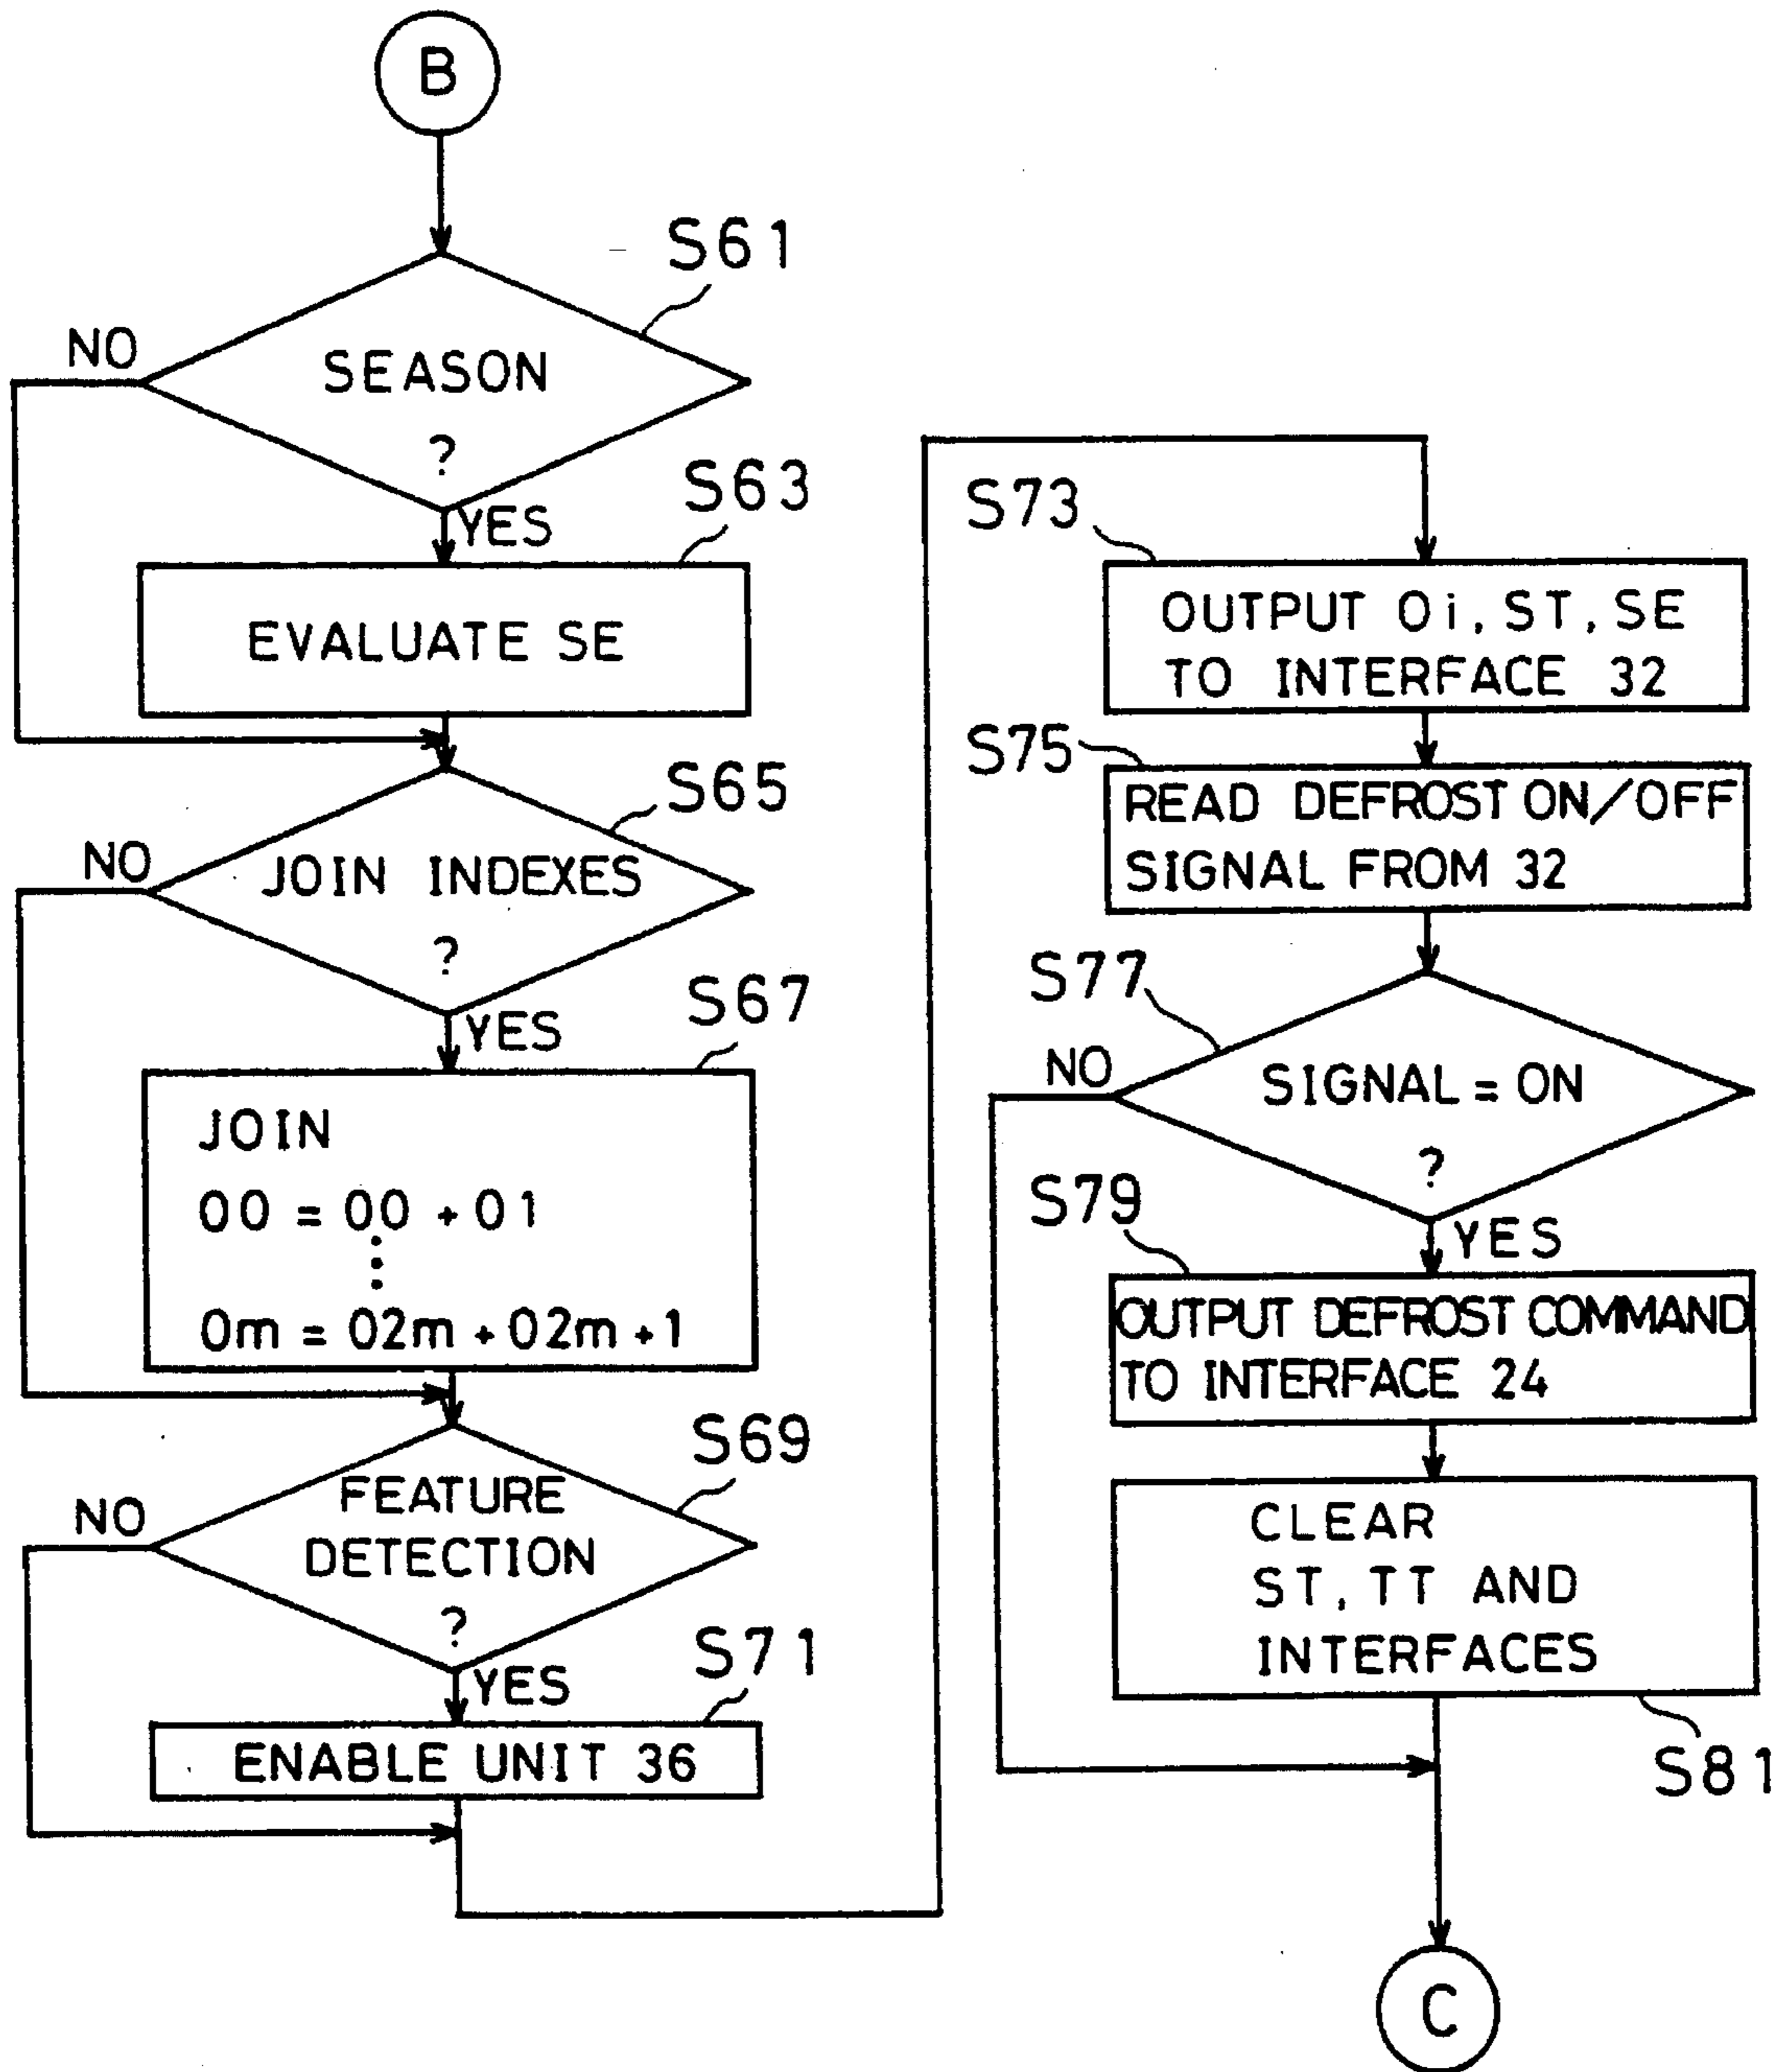 B
S61
NO
SEASON
?
YES
S63
EVALUATE SE
S65
NO
JOIN INDEXES
?
YES
S67
JOIN
00 = 00 + 01
⋮
0m = 02m + 02m + 1
S69
NO
FEATURE
DETECTION
?
YES
S71
ENABLE UNIT 36
S73
OUTPUT 0i, ST, SE
TO INTERFACE 32
S75
READ DEFROST ON/OFF
SIGNAL FROM 32
S77
NO
SIGNAL = ON
?
YES
S79
OUTPUT DEFROST COMMAND
TO INTERFACE 24
CLEAR
ST, TT AND
INTERFACES
S81
C